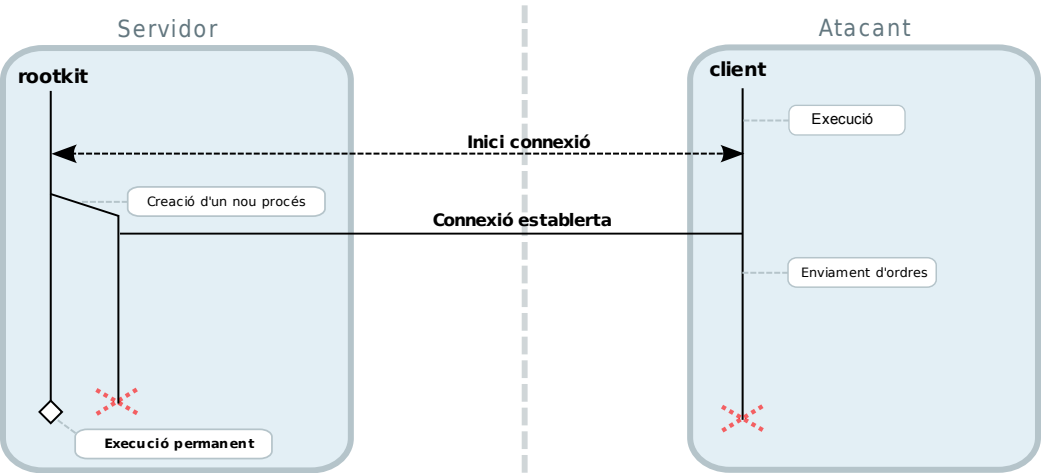 Servidor
Atacant
rootkit
client
Execució
Inici connexió
Creació d'un nou procés
Connexió establerta
Enviament d'ordres
Execució permanent